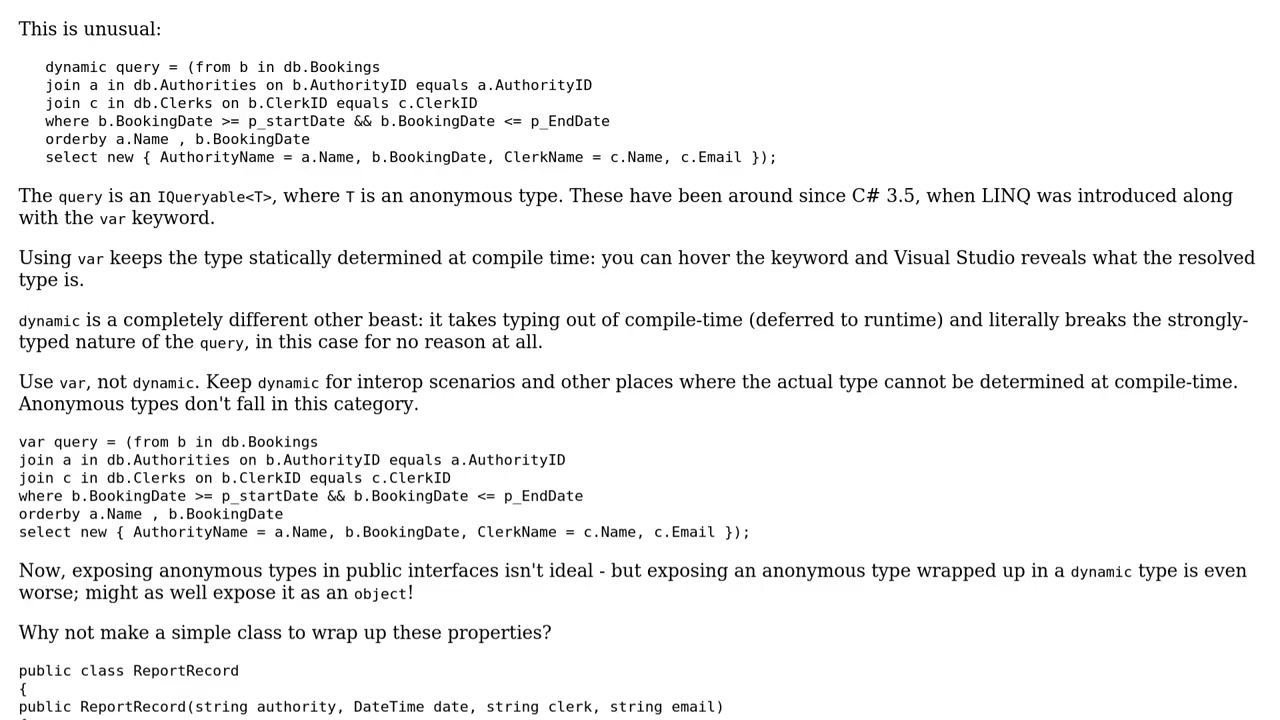 This is unusual:
dynamic query = (from b in db.Bookings
join a in db.Authorities on b.AuthorityID equals a.AuthorityID
join c in db.Clerks on b.ClerkID equals c.ClerkID
where b.BookingDate >= p_startDate && b.BookingDate <= p_EndDate
orderby a.Name , b.BookingDate
select new { AuthorityName = a.Name, b.BookingDate, ClerkName = c.Name, c.Email });
The query is an IQueryable<T>, where T is an anonymous type. These have been around since C# 3.5, when LINQ was introduced along
with the var keyword.
Using var keeps the type statically determined at compile time: you can hover the keyword and Visual Studio reveals what the resolved
type is.
dynamic is a completely different other beast: it takes typing out of compile-time (deferred to runtime) and literally breaks the strongly-
typed nature of the query, in this case for no reason at all.
Use var, not dynamic. Keep dynamic for interop scenarios and other places where the actual type cannot be determined at compile-time.
Anonymous types don't fall in this category.
var query = (from b in db.Bookings
join a in db.Authorities on b.AuthorityID equals a.AuthorityID
join c in db.Clerks on b.ClerkID equals c.ClerkID
where b.BookingDate >= p_startDate && b.BookingDate <= p_EndDate
orderby a.Name , b.BookingDate
select new { AuthorityName = a.Name, b.BookingDate, ClerkName = c.Name, c.Email });
Now, exposing anonymous types in public interfaces isn't ideal - but exposing an anonymous type wrapped up in a dynamic type is even
worse; might as well expose it as an object!
Why not make a simple class to wrap up these properties?
public class ReportRecord
{
public ReportRecord(string authority, DateTime date, string clerk, string email)